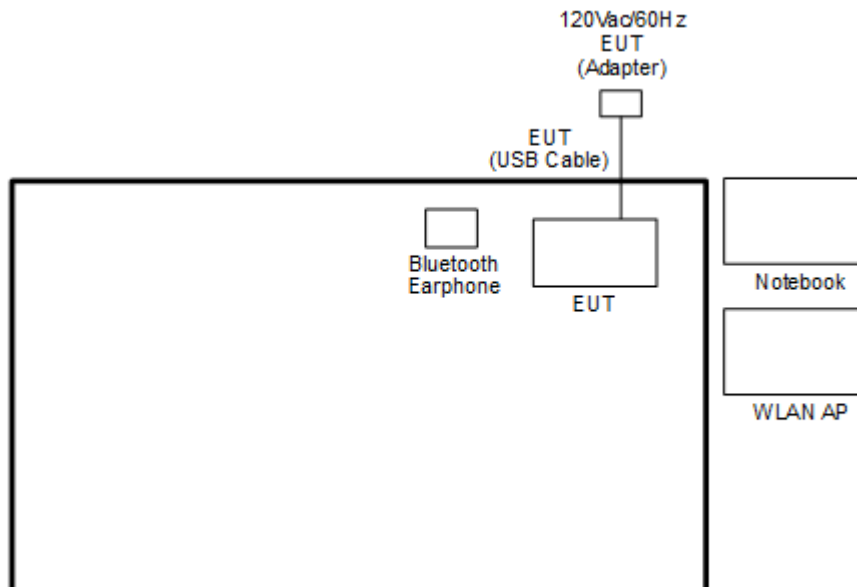 120Vac/60Hz
EUT
(Adapter)
EUT
(USB Cable)
Bluetooth
Earphone
EUT
Notebook
WLAN AP